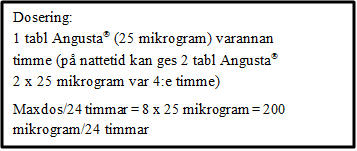 Dosering:
1 tabl Angusta® (25 mikrogram) varannan
timme (på nattetid kan ges 2 tabl Angusta®
2 x 25 mikrogram var 4:e timme)
Maxdos/24 timmar = 8 x 25 mikrogram = 200
mikrogram/24 timmar